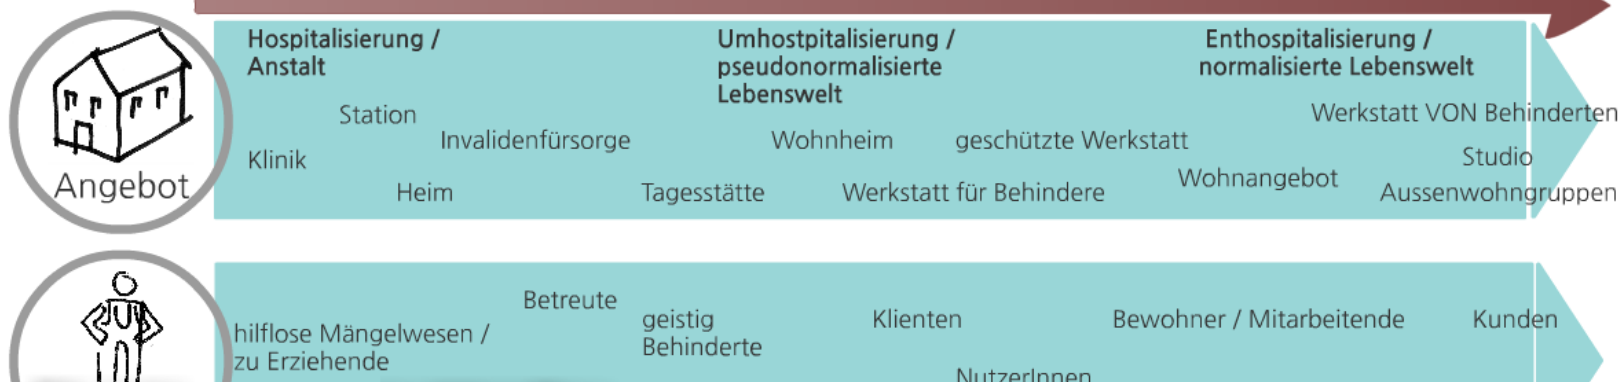 Hospitalisierung /
Anstalt
Umhostpitalisierung /
pseudonormalisierte
Lebenswelt
Enthospitalisierung /
normalisierte Lebenswelt
Station
Werkstatt VON Behinderten
Invalidenfürsorge
Wohnheim
geschützte Werkstatt
Klinik
Studio
Wohnangebot
Angebot
Heim
Tagesstätte
Werkstatt für Behindere
Aussenwohngruppen
Betreute
hilflose Mängelwesen /
zu Erziehende
geistig
Behinderte
Klienten
Bewohner / Mitarbeitende
Kunden
NutzerInnen